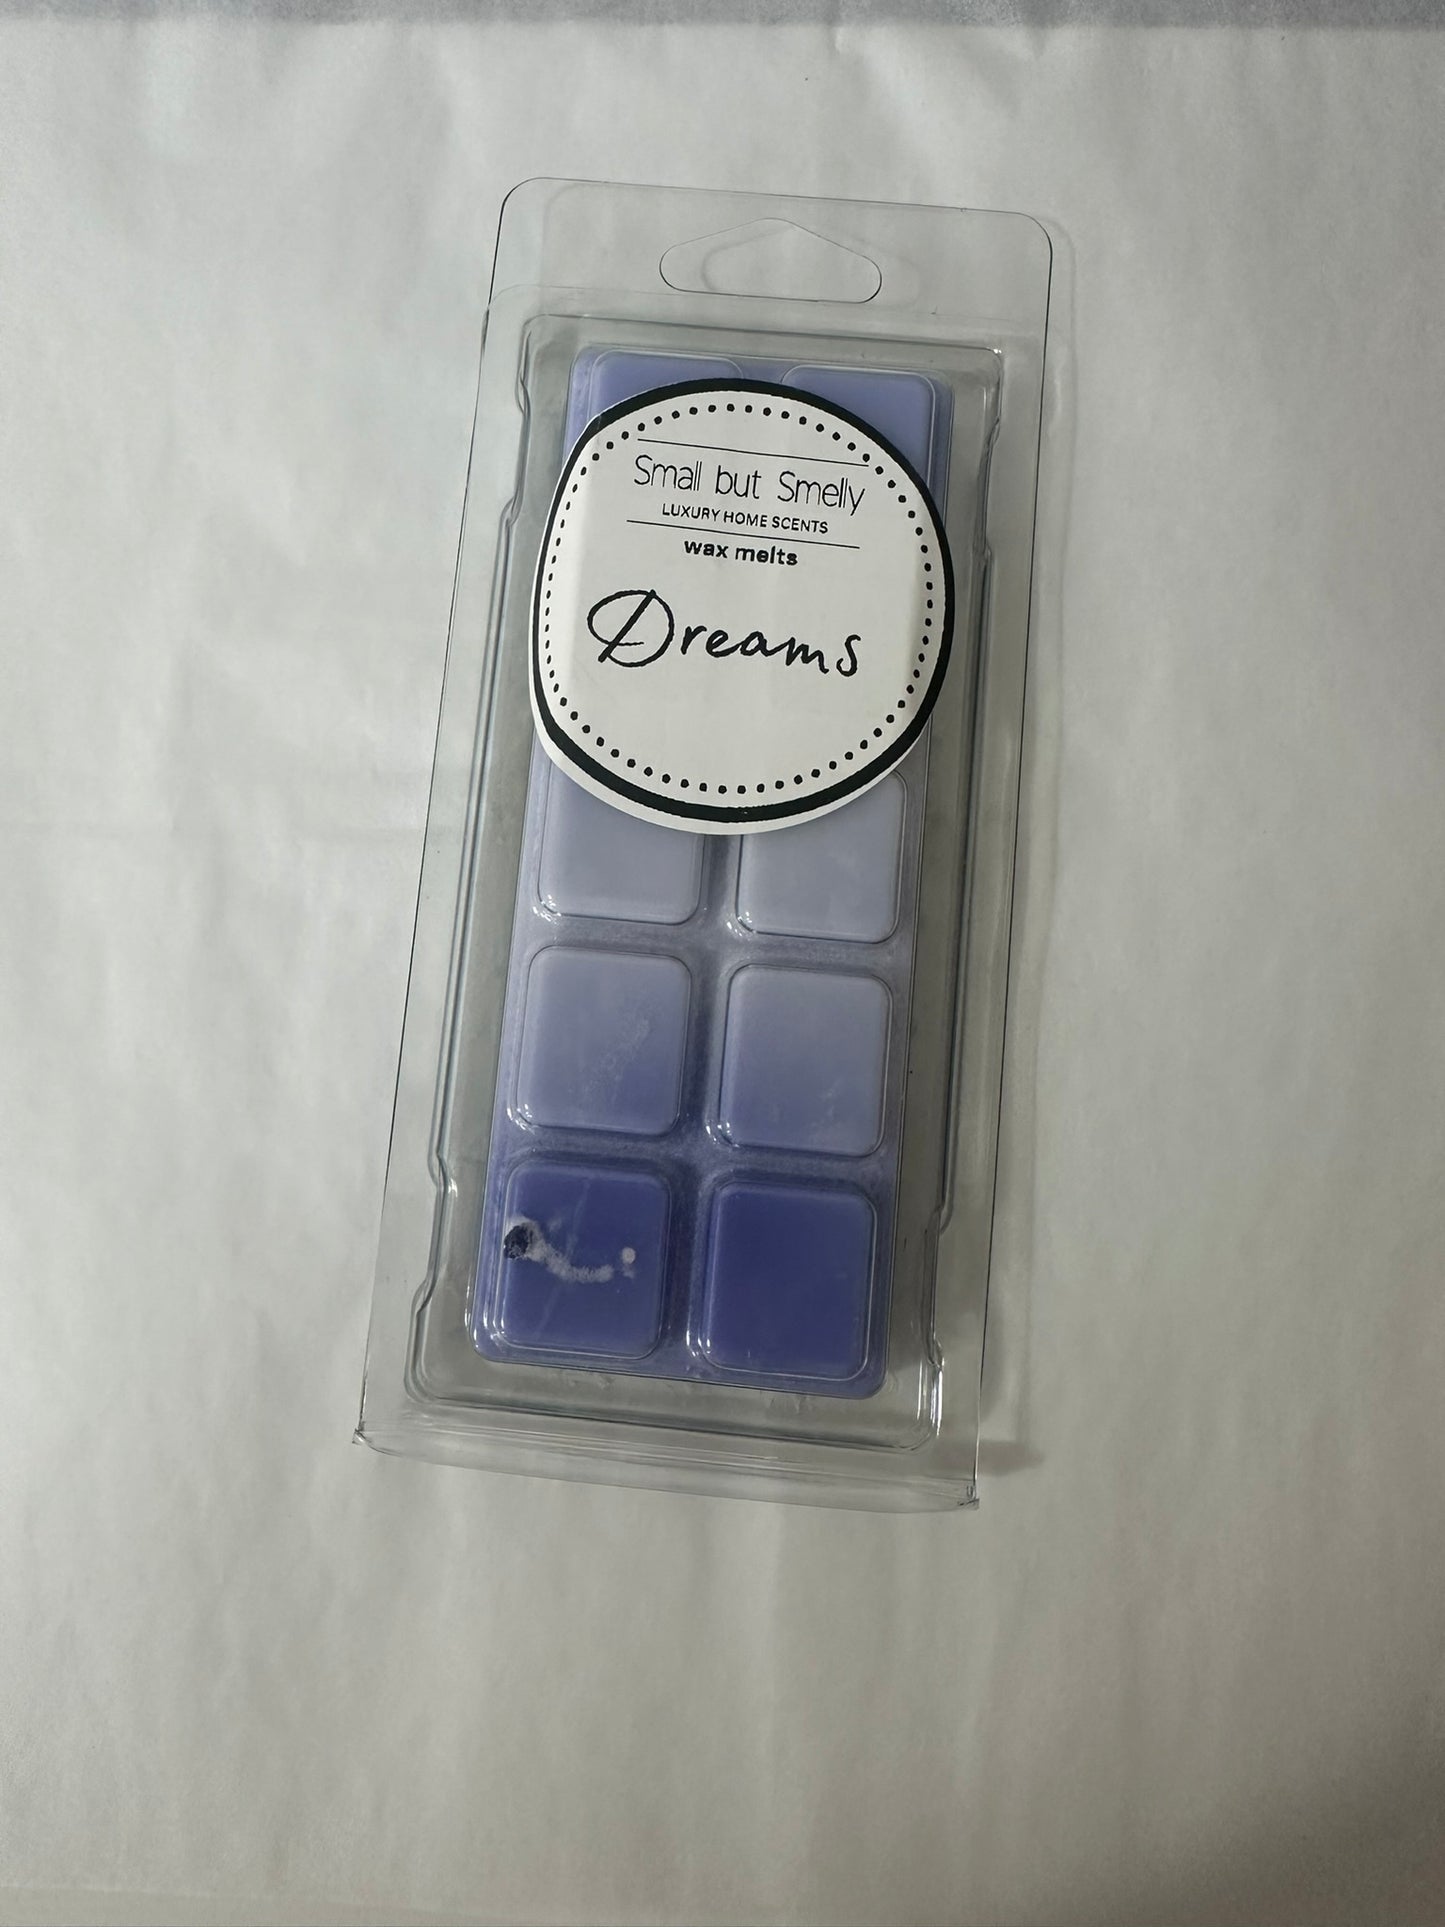 Small but Smelly
LUXURY HOME SCENTS
wax melts
Dreams